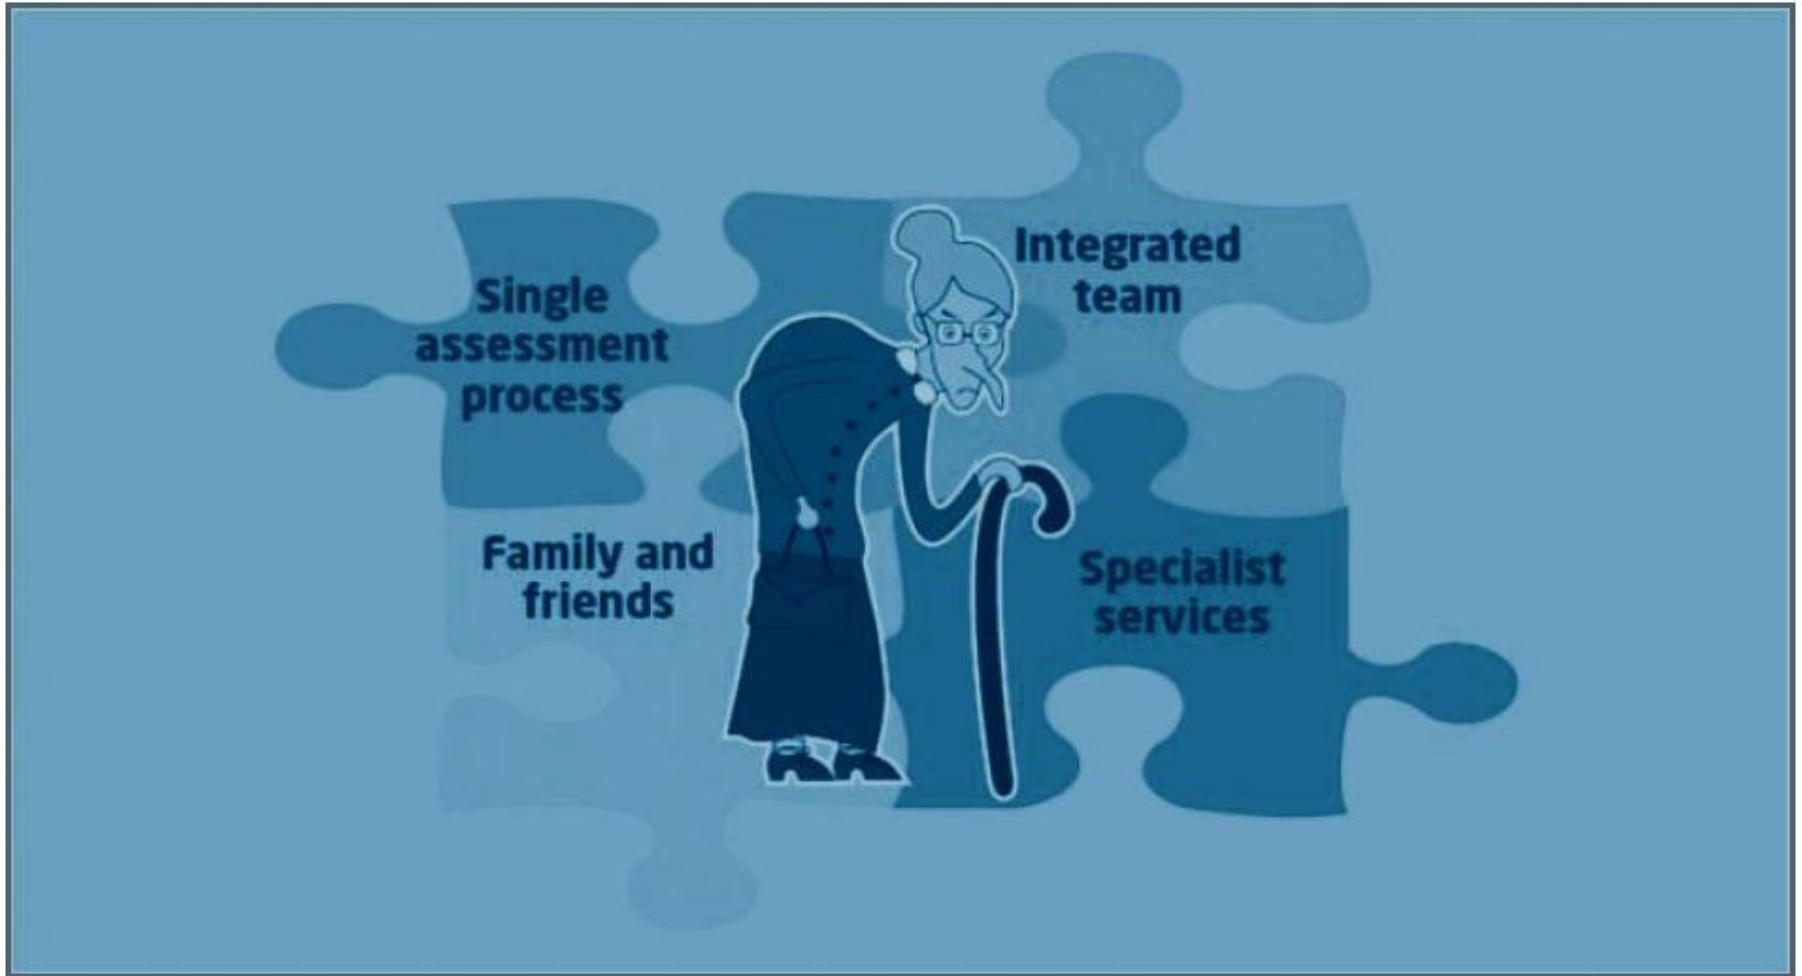 Single
assessment
process
Integrated
team
Family and
friends
Specialist
services